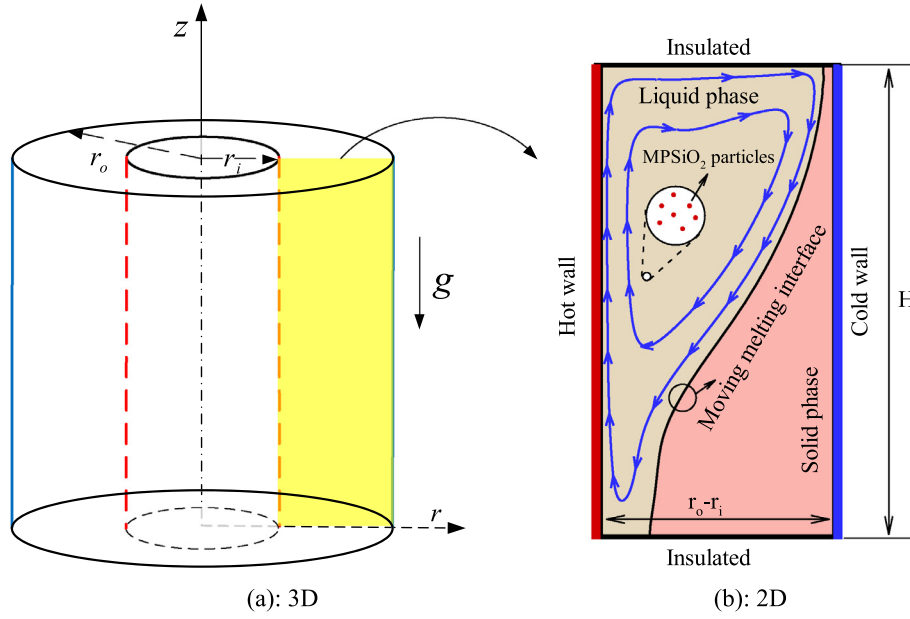 z
r_o
r_i
g
r
(a): 3D
Insulated
Liquid phase
MPSiO₂ particles
Hot wall
Moving melting interface
Solid phase
Cold wall
H
r_o-r_i
Insulated
(b): 2D